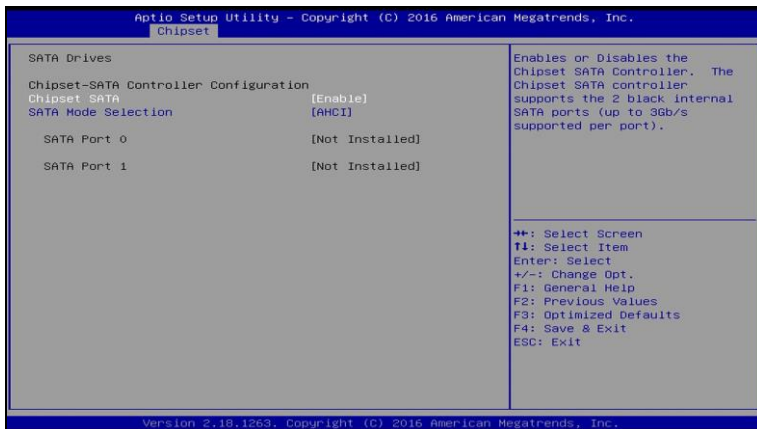 Aptio Setup Utility – Copyright (C) 2016 American Megatrends, Inc.
Chipset
SATA Drives
Chipset-SATA Controller Configuration
Chipset SATA [Enable]
SATA Mode Selection [AHCI]
SATA Port 0 [Not Installed]
SATA Port 1 [Not Installed]
Enables or Disables the
Chipset SATA Controller. The
Chipset SATA controller
supports the 2 black internal
SATA ports (up to 3Gb/s
supported per port).
→←: Select Screen
↑↓: Select Item
Enter: Select
+/-: Change Opt.
F1: General Help
F2: Previous Values
F3: Optimized Defaults
F4: Save & Exit
ESC: Exit
Version 2.18.1263. Copyright (C) 2016 American Megatrends, Inc.